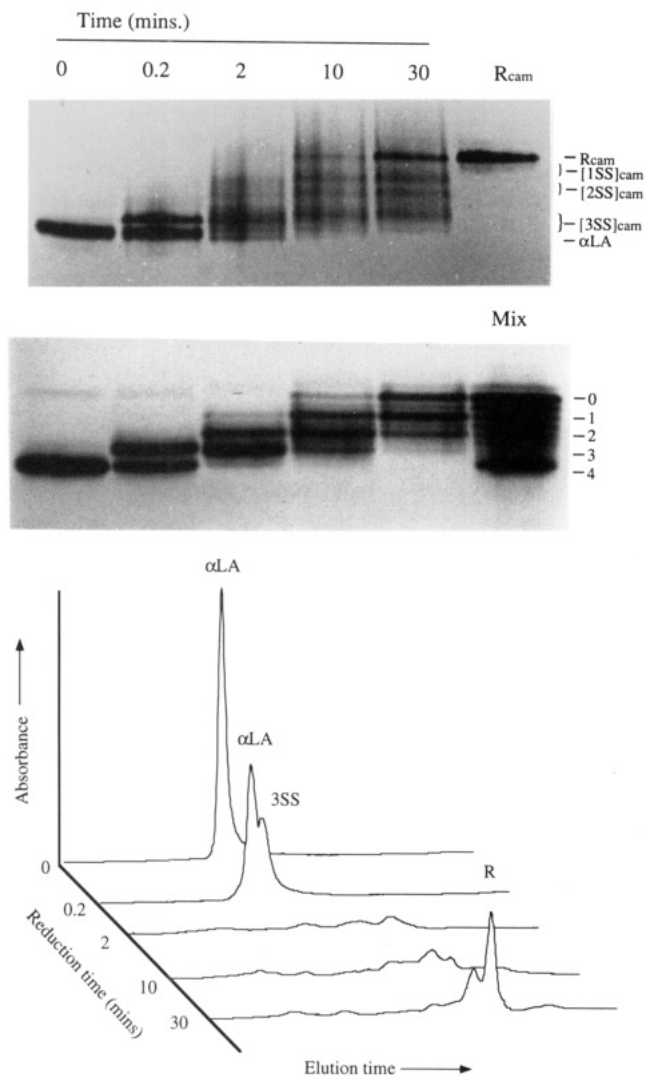 Time (mins.)
0 0.2 2 10 30 Rcam
Rcam
[1SS]cam
[2SS]cam
[3SS]cam
αLA
Mix
0
1
2
3
4
αLA
αLA
3SS
R
Absorbance
0
0.2
2
10
30
Reduction time (mins)
Elution time